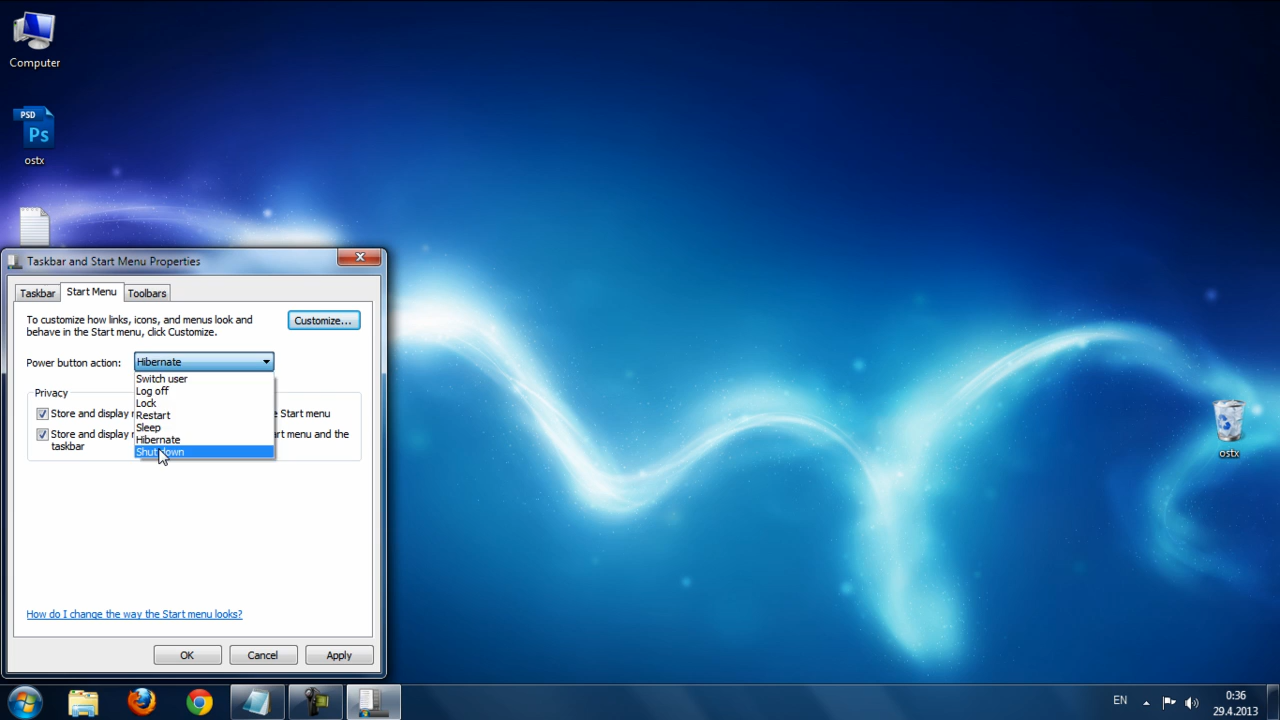 Computer
PSD
Ps
ostx
Taskbar and Start Menu Properties
Taskbar
Start Menu
Toolbars
To customize how links, icons, and menus look and
behave in the Start menu, click Customize.
Customize...
Power button action:
Hibernate
Switch user
Log off
Lock
Restart
Sleep
Hibernate
Shut down
Privacy
Store and display
e Start menu
Store and display
art menu and the
taskbar
How do I change the way the Start menu looks?
OK
Cancel
Apply
ostx
EN
0:36
29.4.2013